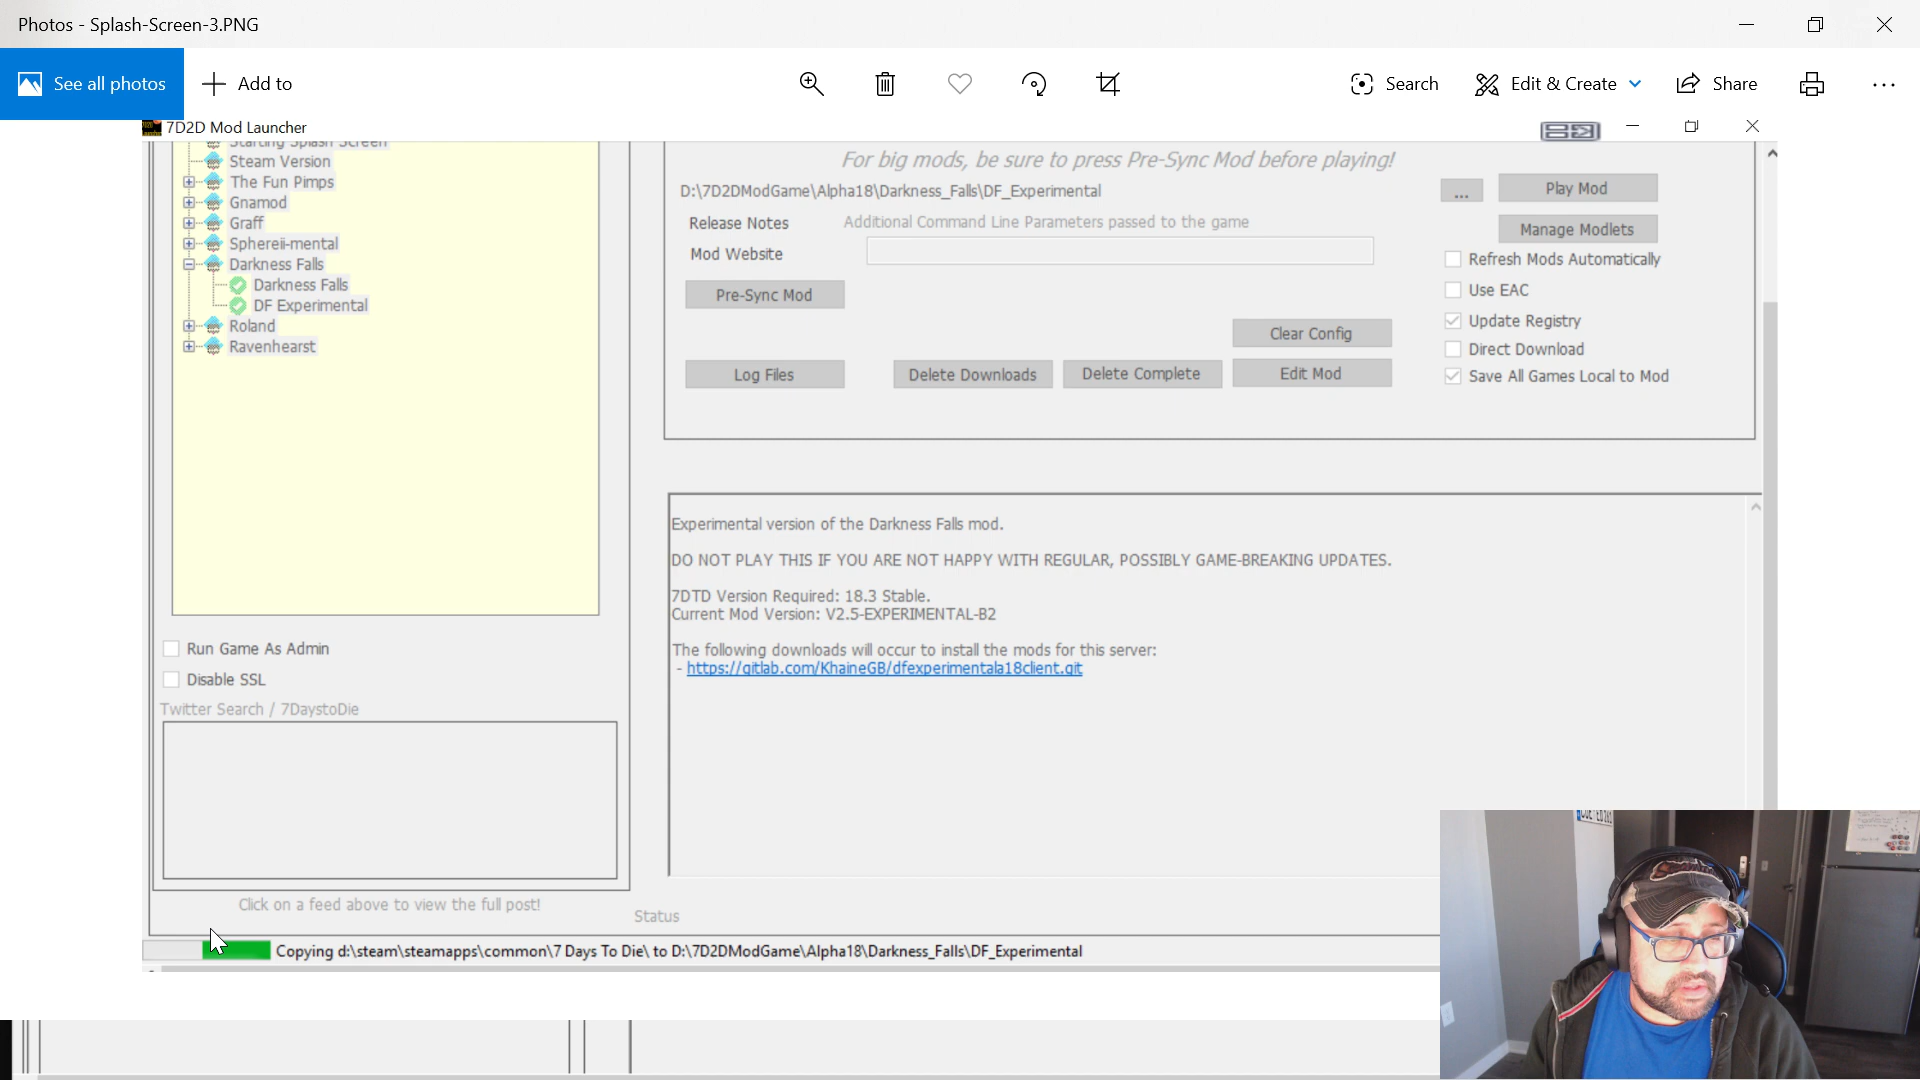 Photos - Splash-Screen-3.PNG
See all photos
Add to
Search
Edit & Create
Share
7D2D Mod Launcher
Starting Splash Screen
Steam Version
The Fun Pimps
Gnamod
Graff
Sphereii-mental
Darkness Falls
Darkness Falls
DF Experimental
Roland
Ravenhearst
Run Game As Admin
Disable SSL
Twitter Search / 7DaystoDie
Click on a feed above to view the full post!
For big mods, be sure to press Pre-Sync Mod before playing!
D:\7D2DModGame\Alpha18\Darkness_Falls\DF_Experimental
...
Play Mod
Release Notes
Additional Command Line Parameters passed to the game
Manage Modlets
Mod Website
Refresh Mods Automatically
Pre-Sync Mod
Use EAC
Update Registry
Clear Config
Direct Download
Log Files
Delete Downloads
Delete Complete
Edit Mod
Save All Games Local to Mod
Experimental version of the Darkness Falls mod.
DO NOT PLAY THIS IF YOU ARE NOT HAPPY WITH REGULAR, POSSIBLY GAME-BREAKING UPDATES.
7DTD Version Required: 18.3 Stable.
Current Mod Version: V2.5-EXPERIMENTAL-B2
The following downloads will occur to install the mods for this server:
- https://gitlab.com/KhaineGB/dfexperimentala18client.git
Status
Copying d:\steam\steamapps\common\7 Days To Die\ to D:\7D2DModGame\Alpha18\Darkness_Falls\DF_Experimental